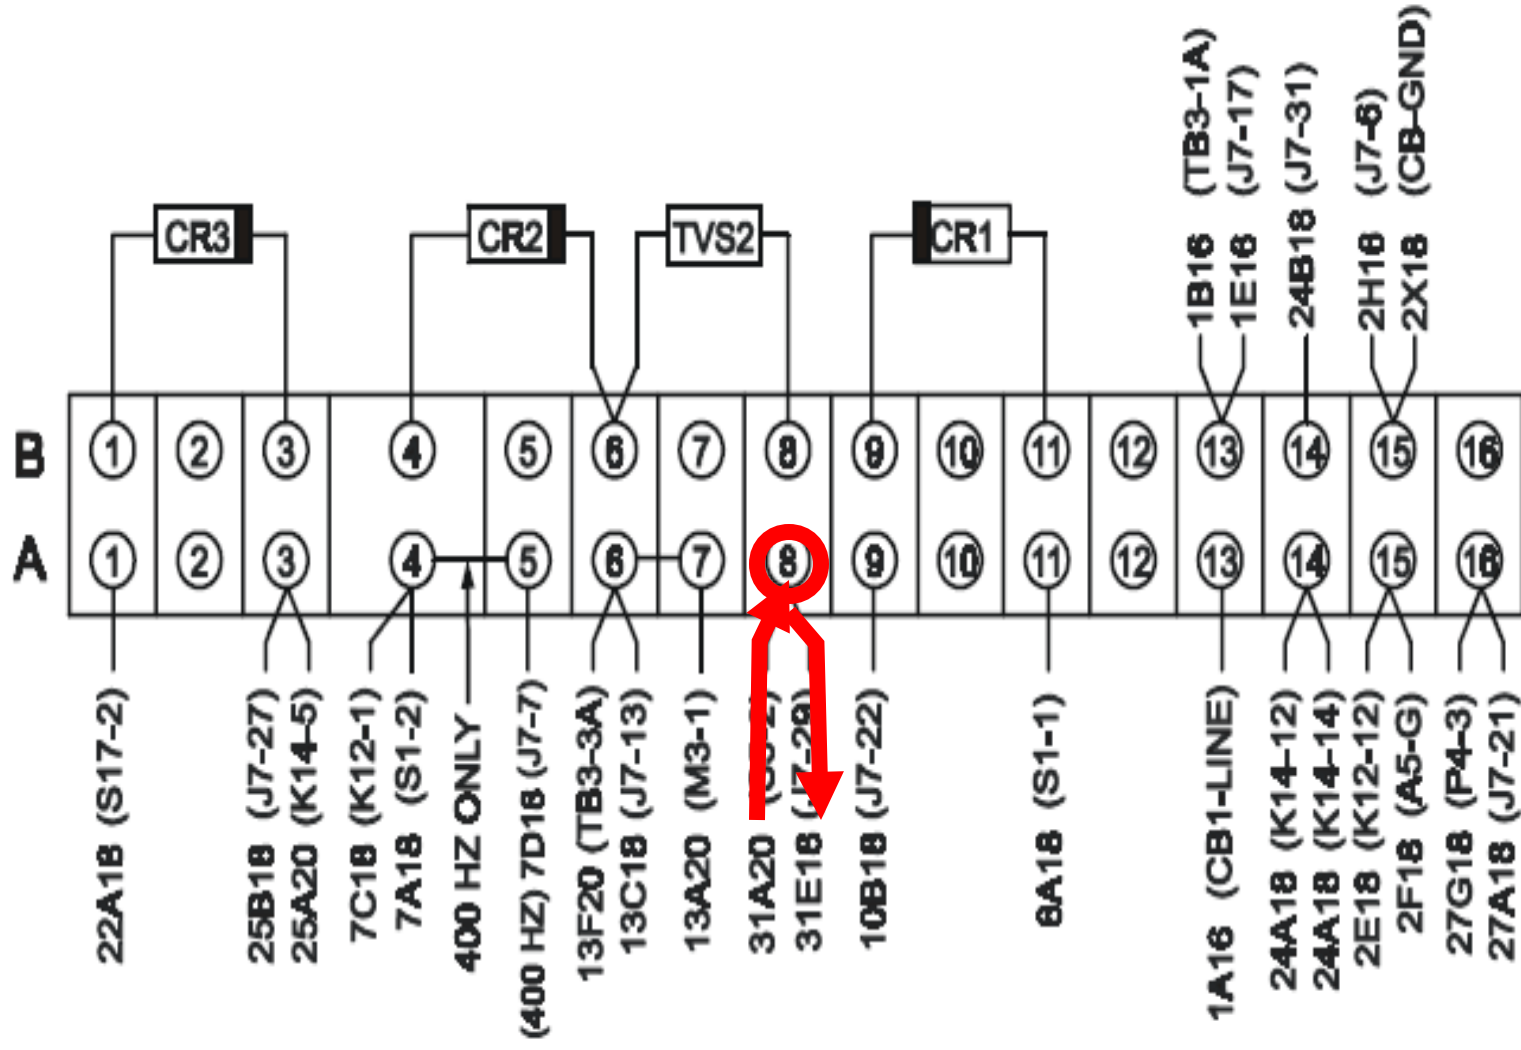 1B16 (TB3-1A)
1E16 (J7-17)
24B18 (J7-31)
2H18 (J7-6)
2X18 (CB-GND)
CR3
CR2
TVS2
CR1
B 1 2 3 4 5 6 7 8 9 10 11 12 13 14 15 16
A 1 2 3 4 5 6 7 8 9 10 11 12 13 14 15 16
22A18 (S17-2)
25B18 (J7-27)
25A20 (K14-5)
7C18 (K12-1)
7A18 (S1-2)
400 HZ ONLY
(400 HZ) 7D18 (J7-7)
13F20 (TB3-3A)
13C18 (J7-13)
13A20 (M3-1)
31A20
31E18 (J7-29)
10B18 (J7-22)
6A18 (S1-1)
1A16 (CB1-LINE)
24A18 (K14-12)
24A18 (K14-14)
2E18 (K12-12)
2F18 (A5-G)
27G18 (P4-3)
27A18 (J7-21)